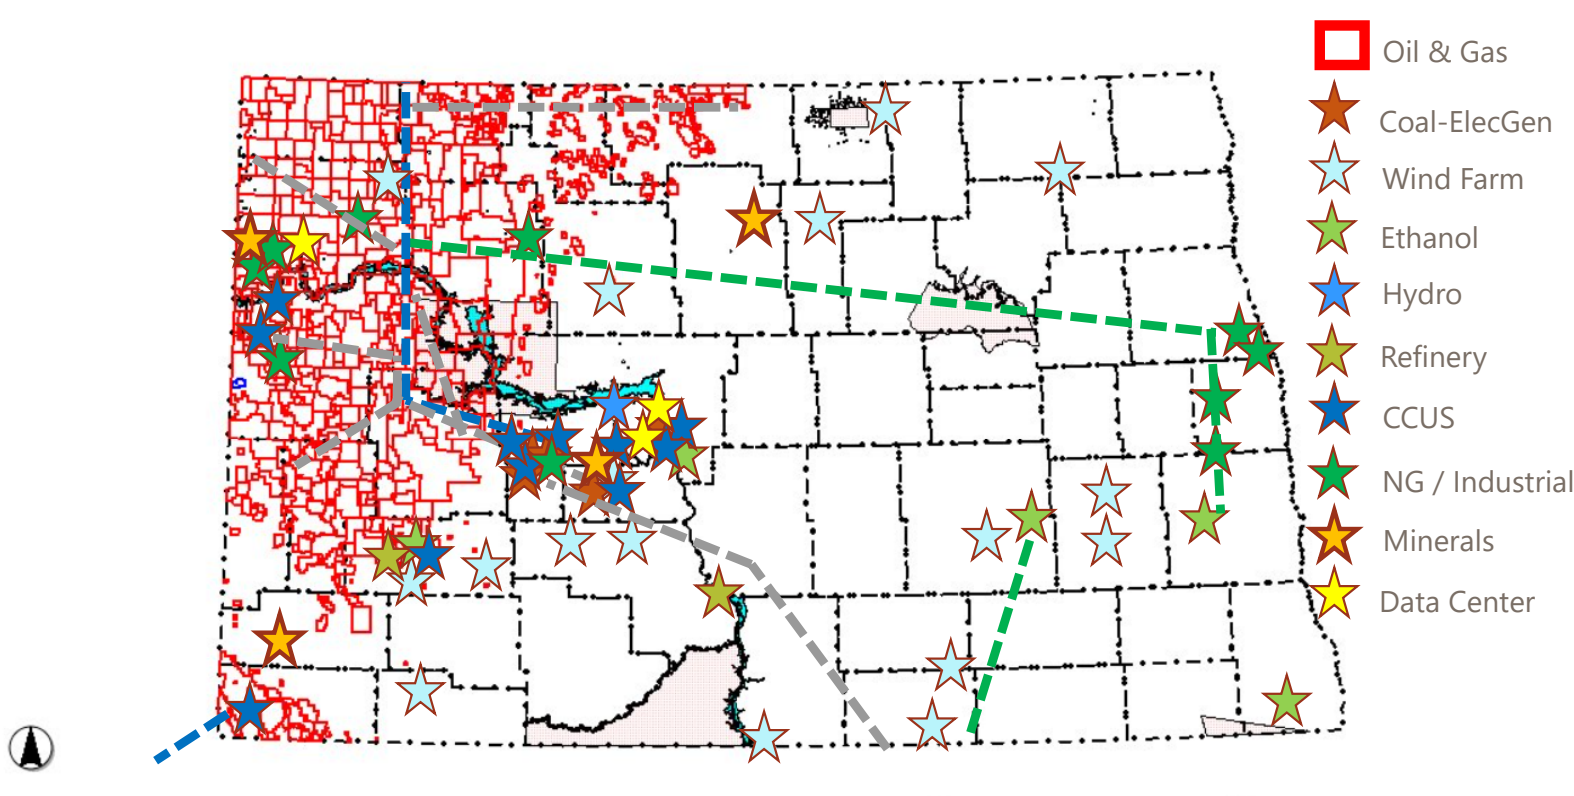 Oil & Gas
Coal-ElecGen
Wind Farm
Ethanol
Hydro
Refinery
CCUS
NG / Industrial
Minerals
Data Center